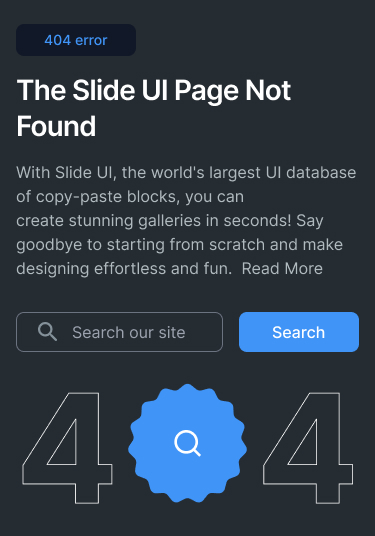 404 error
The Slide UI Page Not
Found
With Slide UI, the world's largest UI database
of copy-paste blocks, you can
create stunning galleries in seconds! Say
goodbye to starting from scratch and make
designing effortless and fun.  Read More
Search our site
Search
4 4